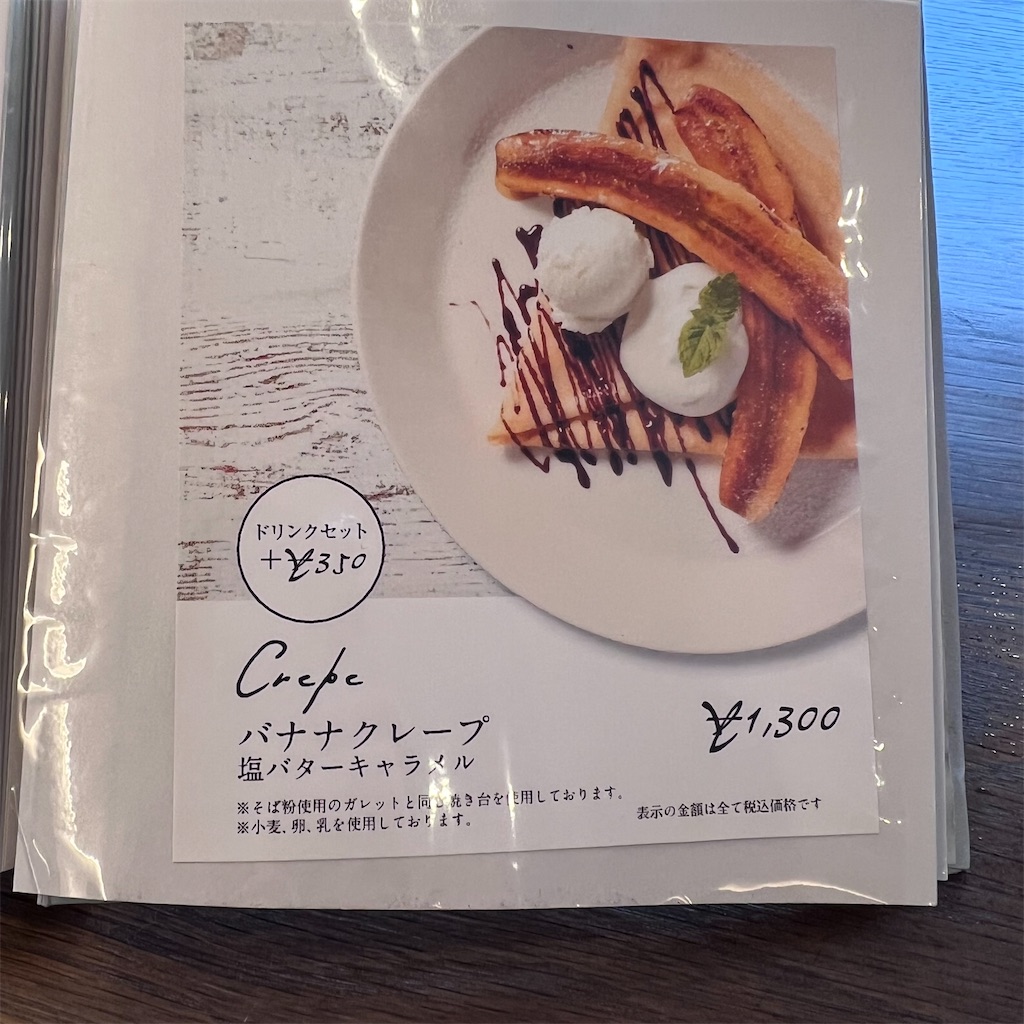 ドリンクセット
+¥350
Crepe
バナナクレープ
塩バターキャラメル
¥1,300
※そば粉使用のガレットと同じ焼き台を使用しております。
※小麦、卵、乳を使用しております。
表示の金額は全て税込価格です